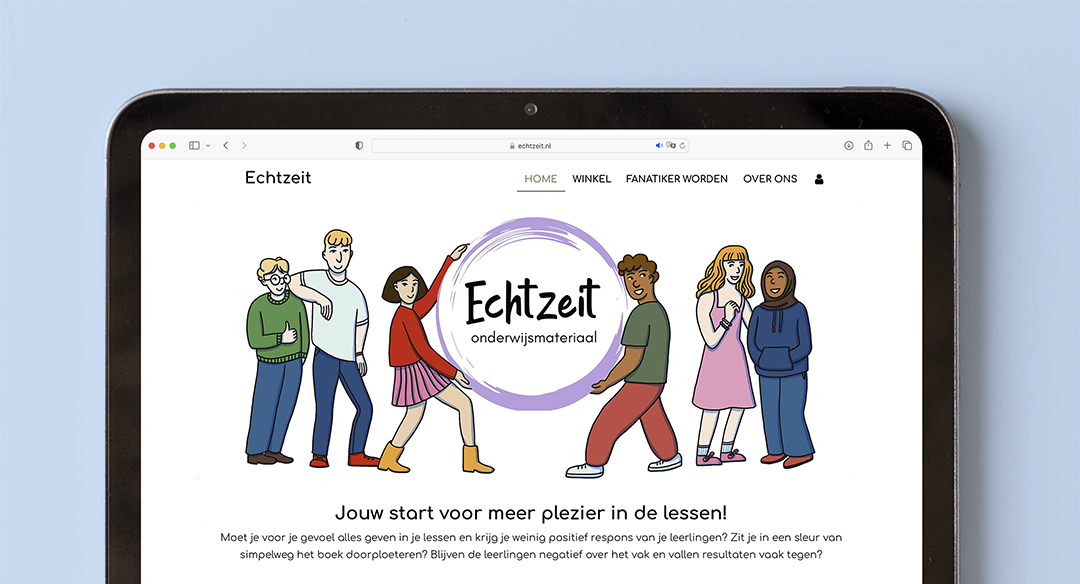 echtzeit.nl
Echtzeit
HOME WINKEL FANATIKER WORDEN OVER ONS
Echtzeit
onderwijsmateriaal
Jouw start voor meer plezier in de lessen!
Moet je voor je gevoel alles geven in je lessen en krijg je weinig positief respons van je leerlingen? Zit je in een sleur van
simpelweg het boek doorploeteren? Blijven de leerlingen negatief over het vak en vallen resultaten vaak tegen?